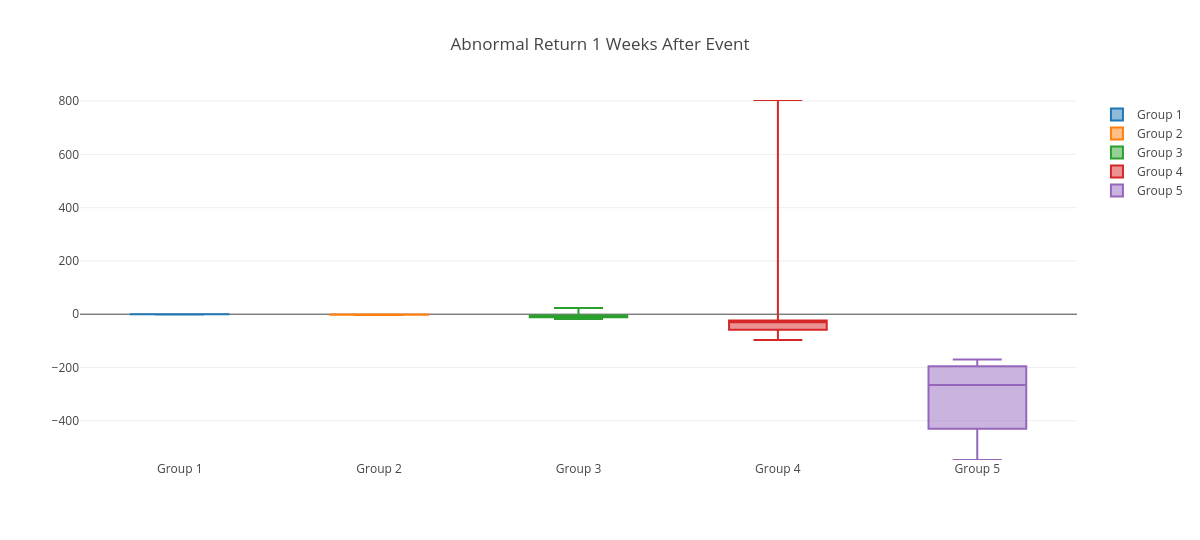 Abnormal Return 1 Weeks After Event
800
600
400
200
0
−200
−400
Group 1
Group 2
Group 3
Group 4
Group 5
Group 1
Group 2
Group 3
Group 4
Group 5